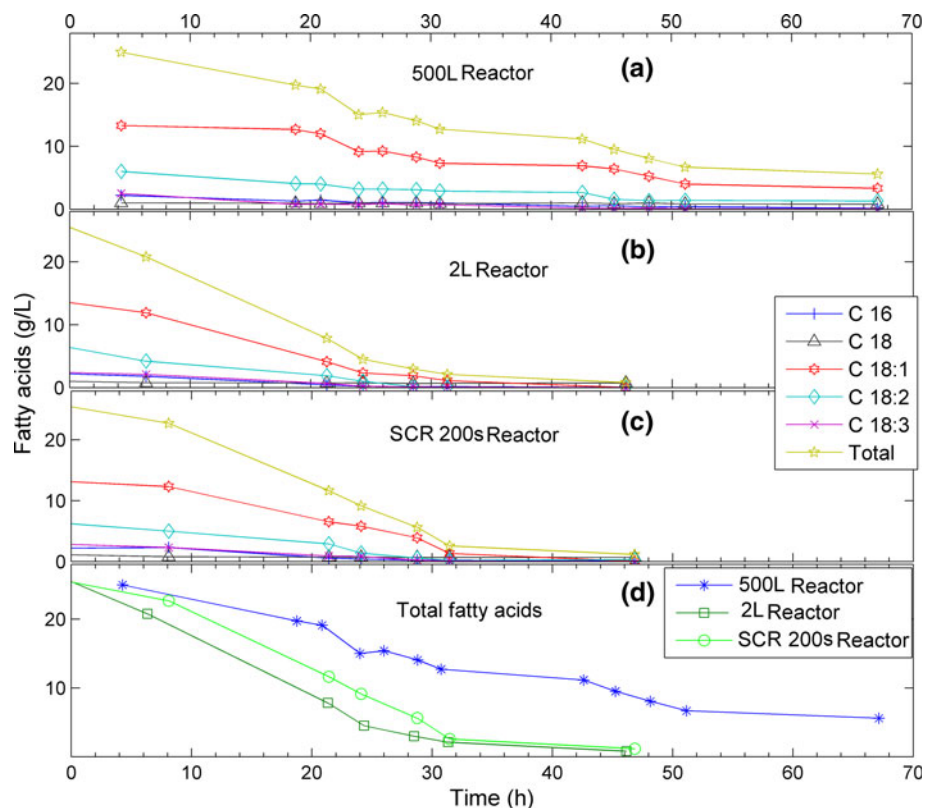 0 10 20 30 40 50 60 70
500L Reactor
(a)
20
10
0
2L Reactor
(b)
20
10
0
C 16
C 18
C 18:1
C 18:2
C 18:3
Total
SCR 200s Reactor
(c)
20
10
0
Total fatty acids
(d)
500L Reactor
2L Reactor
SCR 200s Reactor
20
10
0 10 20 30 40 50 60 70
Time (h)
Fatty acids (g/L)